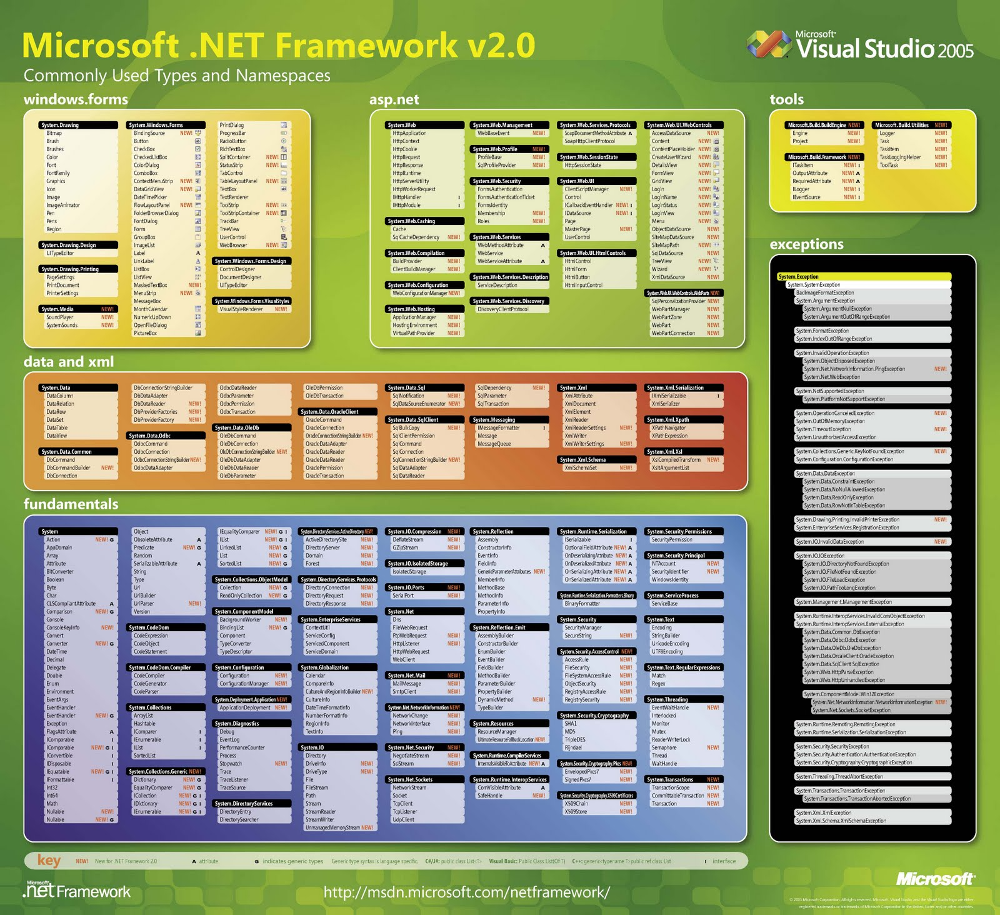 Microsoft .NET Framework v2.0
Commonly Used Types and Namespaces
Microsoft®
Visual Studio® 2005
windows.forms
System.Drawing
Bitmap
Brush
Brushes
Color
Font
FontFamily
Graphics
Icon
Image
ImageAnimator
Pen
Pens
Region
System.Drawing.Design
UITypeEditor
System.Drawing.Printing
PageSettings
PrintDocument
PrinterSettings
System.Media NEW!
SoundPlayer NEW!
SystemSounds NEW!
System.Windows.Forms
BindingSource NEW!
Button
CheckBox
CheckedListBox
ColorDialog
ComboBox
ContextMenuStrip NEW!
DataGridView NEW!
DateTimePicker
FlowLayoutPanel NEW!
FolderBrowserDialog
FontDialog
Form
GroupBox
ImageList
Label A
LinkLabel A
ListBox
ListView
MaskedTextBox NEW!
MenuStrip NEW!
MessageBox
MonthCalendar
NumericUpDown
OpenFileDialog
PictureBox
PrintDialog
ProgressBar
RadioButton
RichTextBox
SplitContainer NEW!
StatusStrip NEW!
TabControl
TableLayoutPanel NEW!
TextBox
TextRenderer
ToolStrip NEW!
ToolStripContainer NEW!
TrackBar
TreeView
UserControl
WebBrowser NEW!
System.Windows.Forms.Design
ControlDesigner
DocumentDesigner
UITypeEditor
System.Windows.Forms.VisualStyles
VisualStyleRenderer NEW!
asp.net
System.Web
HttpApplication
HttpContext
HttpCookie
HttpRequest
HttpResponse
HttpRuntime
HttpServerUtility
HttpWorkerRequest
IHttpHandler I
IHttpModule I
System.Web.Caching
Cache
SqlCacheDependency NEW!
System.Web.Compilation
BuildProvider NEW!
ClientBuildManager NEW!
System.Web.Configuration
WebConfigurationManager NEW!
System.Web.Hosting
ApplicationManager NEW!
HostingEnvironment NEW!
VirtualPathProvider NEW!
System.Web.Management
WebBaseEvent NEW!
System.Web.Profile NEW!
ProfileBase NEW!
SqlProfileProvider NEW!
System.Web.Security
FormsAuthentication
FormsAuthenticationTicket
FormsIdentity
Membership NEW!
Roles NEW!
System.Web.Services
WebMethodAttribute A
WebService
WebServiceAttribute A
System.Web.Services.Description
ServiceDescription
System.Web.Services.Discovery
DiscoveryClientProtocol
System.Web.Services.Protocols
SoapDocumentMethodAttribute A
SoapHttpClientProtocol
System.Web.SessionState
HttpSessionState
System.Web.UI
ClientScriptManager NEW!
Control
ICallbackEventHandler NEW! I
IDataSource NEW! I
Page
MasterPage NEW!
UserControl
System.Web.UI.HtmlControls
HtmlControl
HtmlForm
HtmlButton
HtmlInputControl
System.Web.UI.WebControls
AccessDataSource NEW!
Content NEW!
ContentPlaceHolder NEW!
CreateUserWizard NEW!
DetailsView NEW!
FormView NEW!
GridView NEW!
Login NEW!
LoginName NEW!
LoginStatus NEW!
LoginView NEW!
Menu NEW!
ObjectDataSource NEW!
SiteMapDataSource NEW!
SiteMapPath NEW!
SqlDataSource NEW!
TreeView NEW!
Wizard NEW!
XmlDataSource NEW!
System.Web.UI.WebControls.WebParts NEW!
SqlPersonalizationProvider NEW!
WebPartManager NEW!
WebPartZone NEW!
WebPart NEW!
WebPartConnection NEW!
tools
Microsoft.Build.BuildEngine NEW!
Engine NEW!
Project NEW!
Microsoft.Build.Framework NEW!
ITaskItem NEW! I
OutputAttribute NEW! A
RequiredAttribute NEW! A
ILogger NEW! I
IEventSource NEW! I
Microsoft.Build.Utilities NEW!
Logger NEW!
Task NEW!
TaskItem NEW!
TaskLoggingHelper NEW!
ToolTask NEW!
exceptions
System.Exception
System.SystemException
BadImageFormatException
System.ArgumentException
System.ArgumentNullException
System.ArgumentOutOfRangeException
System.FormatException
System.IndexOutOfRangeException
System.InvalidOperationException
System.ObjectDisposedException
System.Net.NetworkInformation.PingException NEW!
System.Net.WebException
System.NotSupportedException
System.PlatformNotSupportException
System.OperationCanceledException NEW!
System.OutOfMemoryException
System.TimeoutException NEW!
System.UnauthorizedAccessException
System.Collections.Generic.KeyNotFoundException NEW!
System.Configuration.ConfigurationException
System.Data.DataException
System.Data.ConstraintException
System.Data.NoNullAllowedException
System.Data.ReadOnlyException
System.Data.RowNotInTableException
System.Drawing.Printing.InvalidPrinterException NEW!
System.EnterpriseServices.RegistrationException
System.IO.InvalidDataException NEW!
System.IO.IOException
System.IO.DirectoryNotFoundException
System.IO.FileNotFoundException
System.IO.FileLoadException
System.IO.PathTooLongException
System.Management.ManagementException
System.Runtime.InteropServices.InvalidComObjectException
System.Runtime.InteropServices.ExternalException
System.Data.Common.DbException
System.Data.Odbc.OdbcException
System.Data.OleDb.OleDbException
System.Data.OrcaleClient.OracleException
System.Data.SqlClient SqlException
System.Web.HttpParseException
System.Web.HttpUnhandledException
System.ComponentModel.Win32Exception
System.Net.NetworkInformation.NetworkInformationException NEW!
System.Net.Sockets.SocketException
System.Runtime.Remoting.RemotingException
System.Runtime.Serialization.SerializationException
System.Security.SecurityException
System.Security.Authentication.AuthenticationException
System.Security.Cryptography.CryptographicException
System.Threading.ThreadAbortException
System.Transactions.TransactionException
System.Transactions.TransactionAbortedException
System.Xml.XmlException
System.Xml.Schema.XmlSchemaException
data and xml
System.Data
DataColumn
DataRelation
DataRow
DataSet
DataTable
DataView
System.Data.Common
DbCommand
DbCommandBuilder NEW!
DbConnection
DbConnectionStringBuilder
DbDataAdapter
DbDataReader NEW!
DbProviderFactories NEW!
DbProviderFactory NEW!
System.Data.Odbc
OdbcCommand
OdbcConnection
OdbcConnectionStringBuilder NEW!
OdbcDataAdapter
OdbcDataReader
OdbcParameter
OdbcPermission
OdbcTransaction
System.Data.OleDb
OleDbCommand
OleDbConnection
OleDbConnectionStringBuilder NEW!
OleDbDataAdapter
OleDbDataReader
OleDbParameter
OleDbPermission
OleDbTransaction
System.Data.OracleClient
OracleCommand
OracleConnection
OracleConnectionStringBuilder NEW!
OracleDataAdapter
OracleDataReader
OracleDataReader
OraclePermission
OracleTransaction
System.Data.Sql
SqlNotification NEW!
SqlDataSourceEnumerator NEW!
System.Data.SqlClient
SqlBulkCopy NEW!
SqlClientPermission
SqlCommand
SqlConnection
SqlConnectionStringBuilder NEW!
SqlDataAdapter
SqlDataReader
SqlDependency NEW!
SqlParameter
SqlTransaction
System.Messaging
IMessageFormatter I
Message
MessageQueue
System.Xml
XmlAttribute
XmlDocument
XmlElement
XmlReader
XmlReaderSettings NEW!
XmlWriter
XmlWriterSettings NEW!
System.Xml.Schema
XmlSchemaSet NEW!
System.Xml.Serialization
IXmlSerializable I
XmlSerializer
System.Xml.Xpath
XPathNavigator
XPathExpression
System.Xml.Xsl
XslCompiledTransform NEW!
XsltArgumentList
fundamentals
System
Action NEW! G
AppDomain
Array
Attribute
BitConverter
Boolean
Byte
Char
CLSCompliantAttribute A
Comparison NEW! G
Console
ConsoleKeyInfo NEW!
Convert
Converter NEW! G
DateTime
Decimal
Delegate
Double
Enum
Environment
EventArgs
EventHandler
EventHandler NEW! G
Exception
FlagsAttribute A
IComparable I
IComparable NEW! G I
IConvertible I
IDisposable I
IEquatable NEW! G I
IFormattable I
Int32
Int64
Math
Nullable NEW!
Nullable NEW! G
Object
ObsoleteAttribute A
Predicate NEW! G
Random
SerializableAttribute A
String
Type
Uri
UriBuilder
UriParser NEW!
Version
System.CodeDom
CodeExpression
CodeObject
CodeStatement
System.CodeDom.Compiler
CodeCompiler
CodeGenerator
CodeParser
System.Collections
ArrayList
Hashtable
IComparer I
IEnumerable I
IList I
SortedList
System.Collections.Generic NEW!
Dictionary NEW! G
EqualityComparer NEW! G
ICollection NEW! G I
IDictionary NEW! G I
IEnumerable NEW! G I
IEqualityComparer NEW! G I
IList NEW! G I
LinkedList NEW! G
List NEW! G
SortedList NEW! G
System.Collections.ObjectModel
Collection NEW! G
ReadOnlyCollection NEW! G
System.ComponentModel
BackgroundWorker NEW!
BindingList NEW! G
Component
TypeConverter
TypeDescriptor
System.Configuration
Configuration NEW!
ConfigurationManager NEW!
System.Deployment.Application NEW!
ApplicationDeployment NEW!
System.Diagnostics
Debug
EventLog
PerformanceCounter
Process
Stopwatch NEW!
Trace
TraceListener
TraceSource
System.DirectoryServices
DirectoryEntry
DirectorySearcher
System.DirectoryServices.ActiveDirectory NEW!
ActiveDirectorySite NEW!
DirectoryServer NEW!
Domain NEW!
Forest NEW!
System.DirectoryServices.Protocols
DirectoryConnection NEW!
DirectoryRequest NEW!
DirectoryResponse NEW!
System.EnterpriseServices
ContextUtil
ServiceConfig
ServicedComponent
ServiceDomain
System.Globalization
Calendar
CompareInfo
CultureAndRegionInfoBuilder NEW!
CultureInfo
DateTimeFormatInfo
NumberFormatInfo
RegionInfo
TextInfo
System.IO
Directory
DriveInfo NEW!
DriveType NEW!
File
FileStream
Path
Stream
StreamReader
StreamWriter
UnmanagedMemoryStream NEW!
System.IO.Compression NEW!
DeflateStream NEW!
GZipStream NEW!
System.IO.IsolatedStorage
IsolatedStorage
System.IO.Ports NEW!
SerialPort NEW!
System.Net
Dns
FileWebRequest
FtpWebRequest NEW!
HttpListener NEW!
HttpWebRequest
WebClient
System.Net.Mail NEW!
MailMessage NEW!
SmtpClient NEW!
System.Net.NetworkInformation NEW!
NetworkChange NEW!
NetworkInterface NEW!
Ping NEW!
System.Net.Security NEW!
NegotiateStream NEW!
SslStream NEW!
System.Net.Sockets
NetworkStream
Socket
TcpClient
TcpListener
UdpClient
System.Reflection
Assembly
ConstructorInfo
EventInfo
FieldInfo
GenericParameterAttributes NEW!
MemberInfo
MethodBase
MethodInfo
ParameterInfo
PropertyInfo
System.Reflection.Emit
AssemblyBuilder
ConstructorBuilder
EnumBuilder
EventBuilder
FieldBuilder
MethodBuilder
ParameterBuilder
PropertyBuilder
DynamicMethod NEW!
TypeBuilder
System.Resources
ResourceManager
UltimateResourceFallbackLocation NEW!
System.Runtime.CompilerServices
InternalsVisibleToAttribute NEW! A
System.Runtime.InteropServices
ComVisibleAttribute A
SafeHandle NEW!
System.Runtime.Serialization
ISerializable I
OptionalFieldAttribute NEW! A
OnDeserializingAttribute NEW! A
OnDeserializedAttribute NEW! A
OnSerializingAttribute NEW! A
OnSerializedAttribute NEW! A
System.Runtime.Serialization.Formatters.Binary
BinaryFormatter
System.Security
SecurityManager
SecureString NEW!
System.Security.AccessControl NEW!
AccessRule NEW!
FileSecurity NEW!
FileSystemAccessRule NEW!
ObjectSecurity NEW!
RegistryAccessRule NEW!
RegistrySecurity NEW!
System.Security.Cryptography
SHA1
MD5
TripleDES
Rijndael
System.Security.Cryptography.Pkcs NEW!
EnvelopedPkcs7 NEW!
SignedPkcs7 NEW!
System.Security.Cryptography.X509Certificates
X509Chain NEW!
X509Store NEW!
System.Security.Permissions
SecurityPermission
System.Security.Principal
NTAccount NEW!
SecurityIdentifier NEW!
WindowsIdentity
System.ServiceProcess
ServiceBase
System.Text
Encoding
StringBuilder
UnicodeEncoding
UTF8Encoding
System.Text.RegularExpressions
Match
Regex
System.Threading
EventWaitHandle NEW!
Interlocked
Monitor
Mutex
ReaderWriterLock
Semaphore NEW!
Thread
WaitHandle
System.Transactions NEW!
TransactionScope NEW!
CommittableTransaction NEW!
Transaction NEW!
key NEW! New for .NET Framework 2.0 A attribute G indicates generic types Generic type syntax is language specific. C#/J#: public class List<T> Visual Basic: Public Class List(Of T) C++: generic<typename T> public ref class List I interface
Microsoft®
.net Framework
http://msdn.microsoft.com/netframework/
Microsoft®
© 2005 Microsoft Corporation. All rights reserved. Microsoft, Visual Studio, and the Visual Studio logo are either
registered trademarks or trademarks of Microsoft Corporation in the United States and/or other countries.